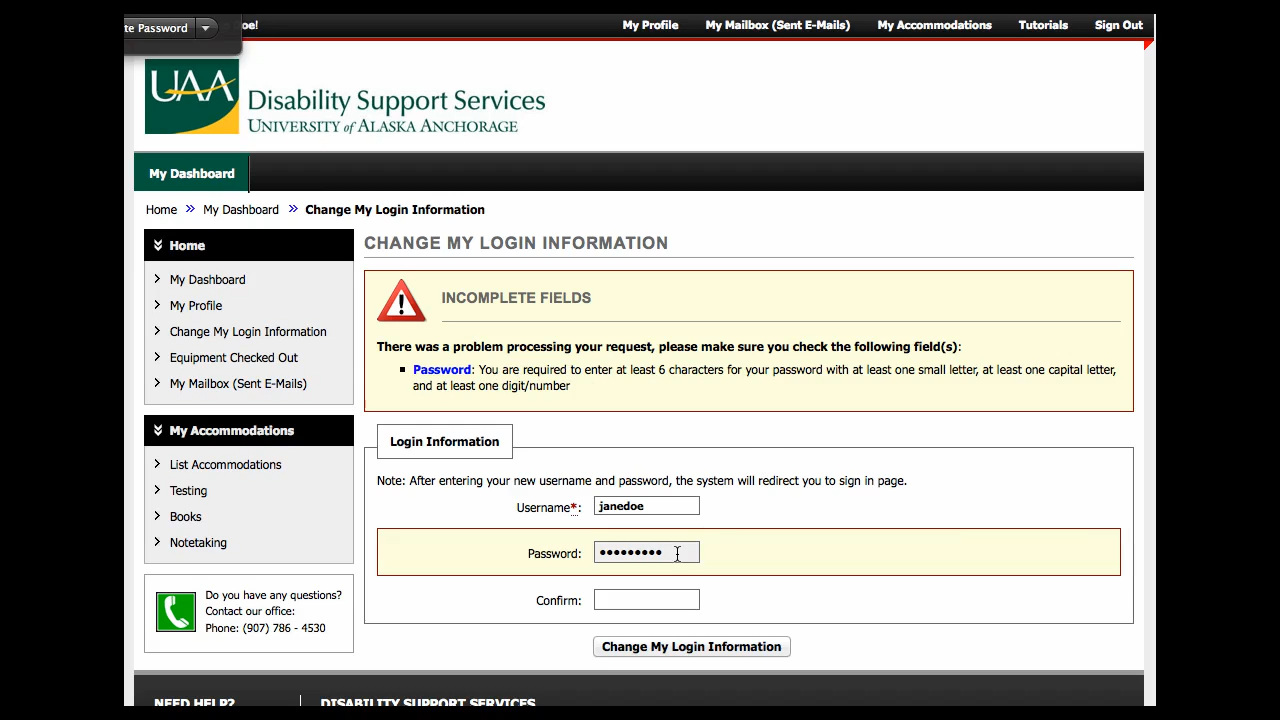 te Password
oe!
My Profile
My Mailbox (Sent E-Mails)
My Accommodations
Tutorials
Sign Out
UAA
Disability Support Services
UNIVERSITY of ALASKA ANCHORAGE
My Dashboard
Home » My Dashboard » Change My Login Information
Home
My Dashboard
My Profile
Change My Login Information
Equipment Checked Out
My Mailbox (Sent E-Mails)
My Accommodations
List Accommodations
Testing
Books
Notetaking
Do you have any questions?
Contact our office:
Phone: (907) 786 - 4530
CHANGE MY LOGIN INFORMATION
INCOMPLETE FIELDS
There was a problem processing your request, please make sure you check the following field(s):
Password: You are required to enter at least 6 characters for your password with at least one small letter, at least one capital letter,
and at least one digit/number
Login Information
Note: After entering your new username and password, the system will redirect you to sign in page.
Username*: janedoe
Password: •••••••••
Confirm:
Change My Login Information
NEED HELP?
DISABILITY SUPPORT SERVICES